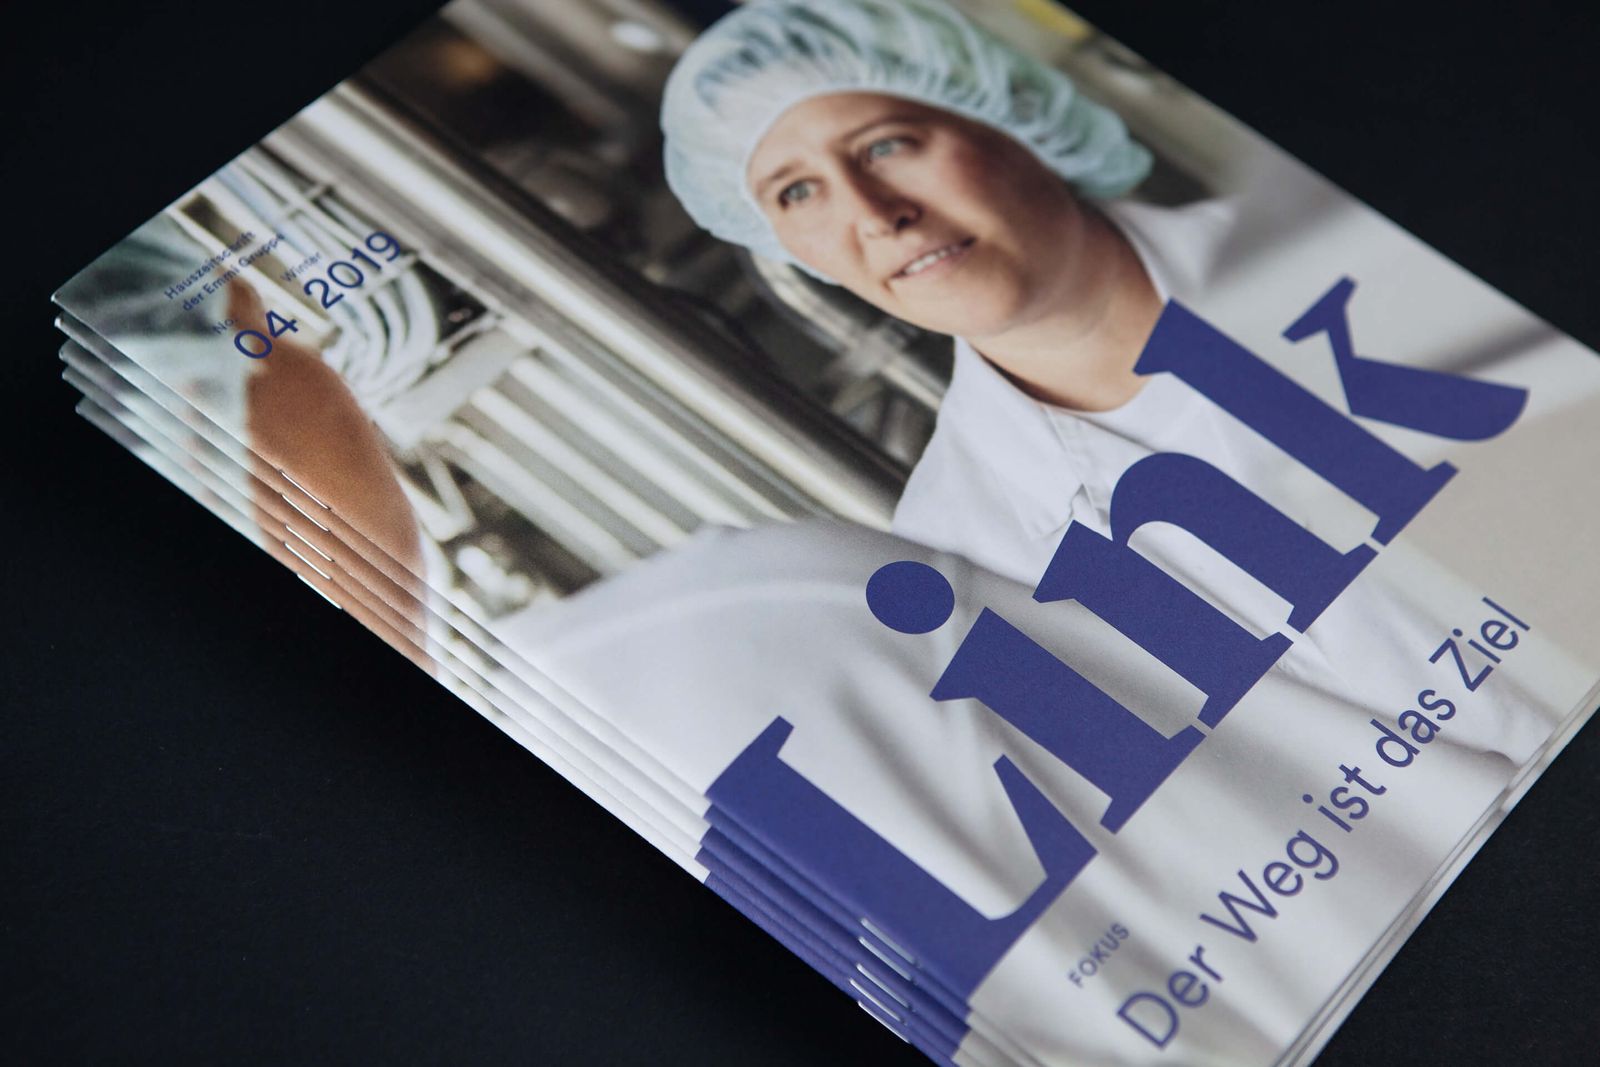 Hauszeitschrift
der Emmi Gruppe
No. Winter
04 2019
Link
FOKUS
Der Weg ist das Ziel